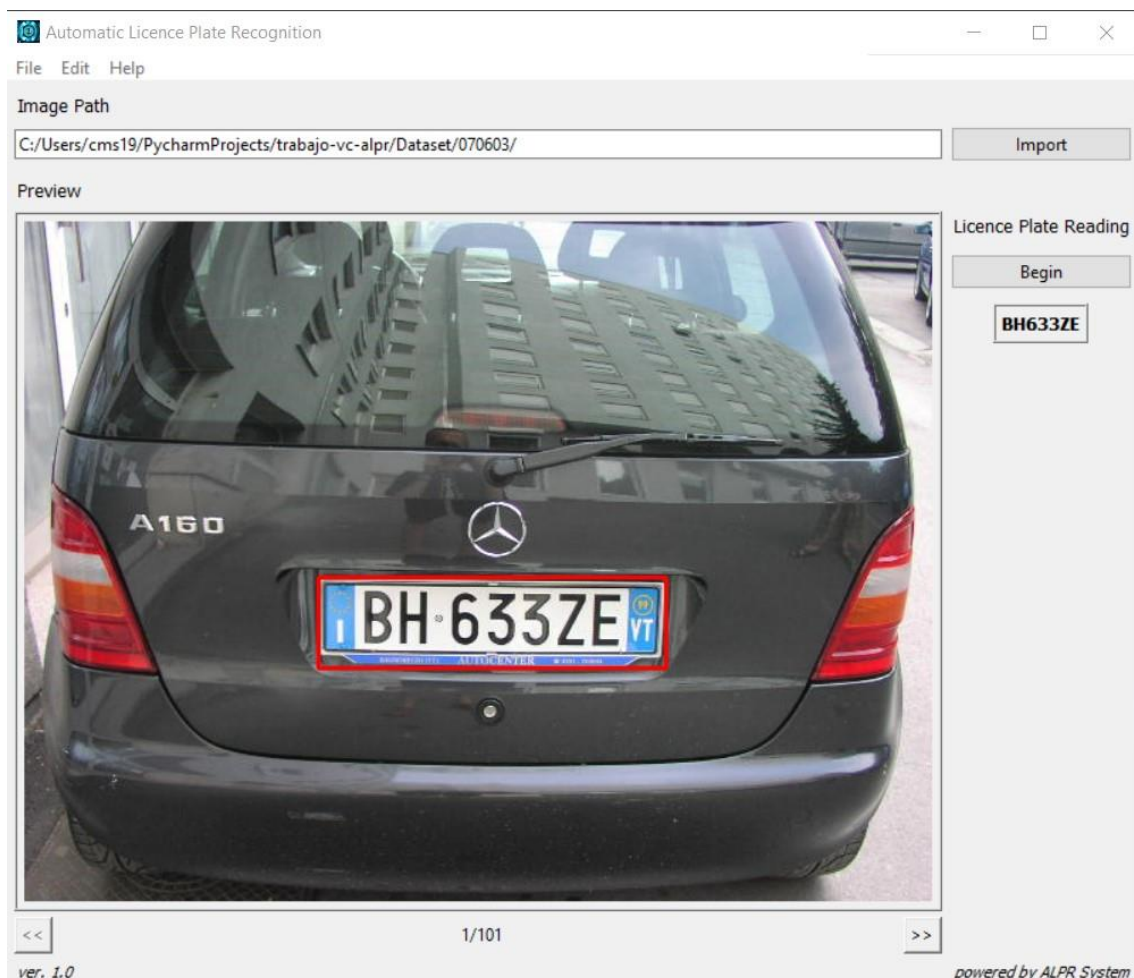 Automatic Licence Plate Recognition
File Edit Help
Image Path
C:/Users/cms19/PycharmProjects/trabajo-vc-alpr/Dataset/070603/
Import
Preview
Licence Plate Reading
Begin
BH633ZE
A160
I BH 633ZE 99 VT
AUTOCENTER
<< 1/101 >>
ver. 1.0
powered by ALPR System